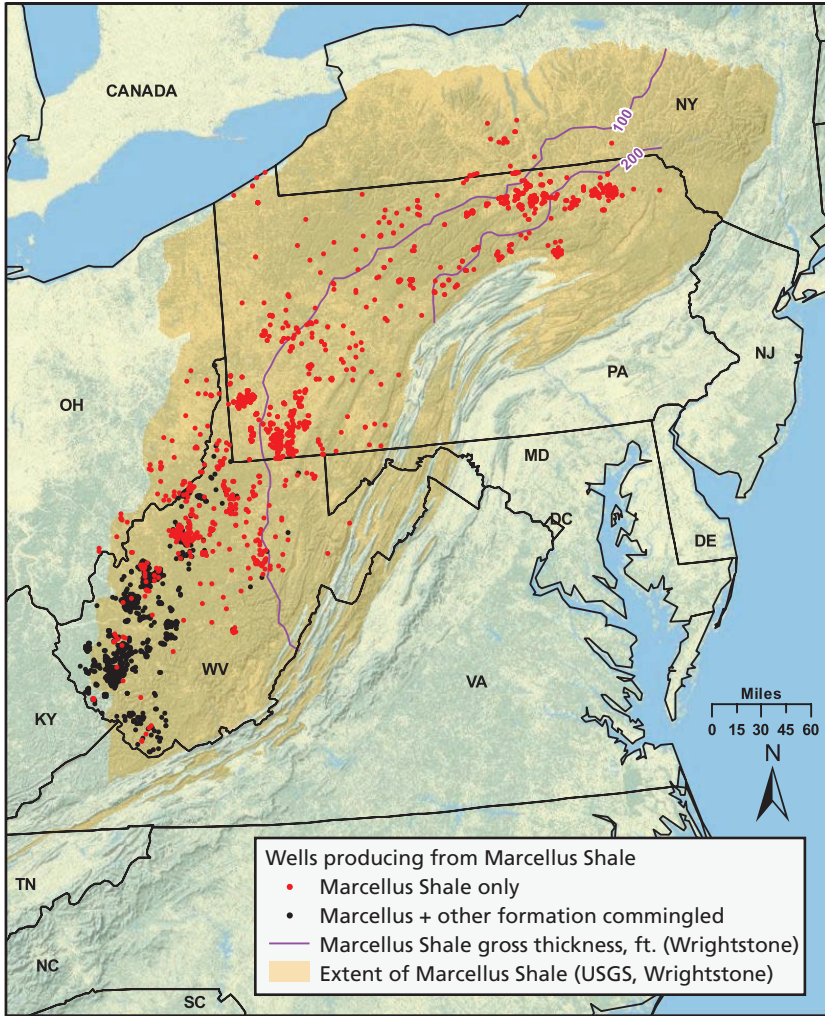 CANADA
NY
100
200
PA
NJ
OH
MD
DC
DE
WV
VA
KY
Miles
0 15 30 45 60
N
TN
NC
SC
Wells producing from Marcellus Shale
Marcellus Shale only
Marcellus + other formation commingled
Marcellus Shale gross thickness, ft. (Wrightstone)
Extent of Marcellus Shale (USGS, Wrightstone)